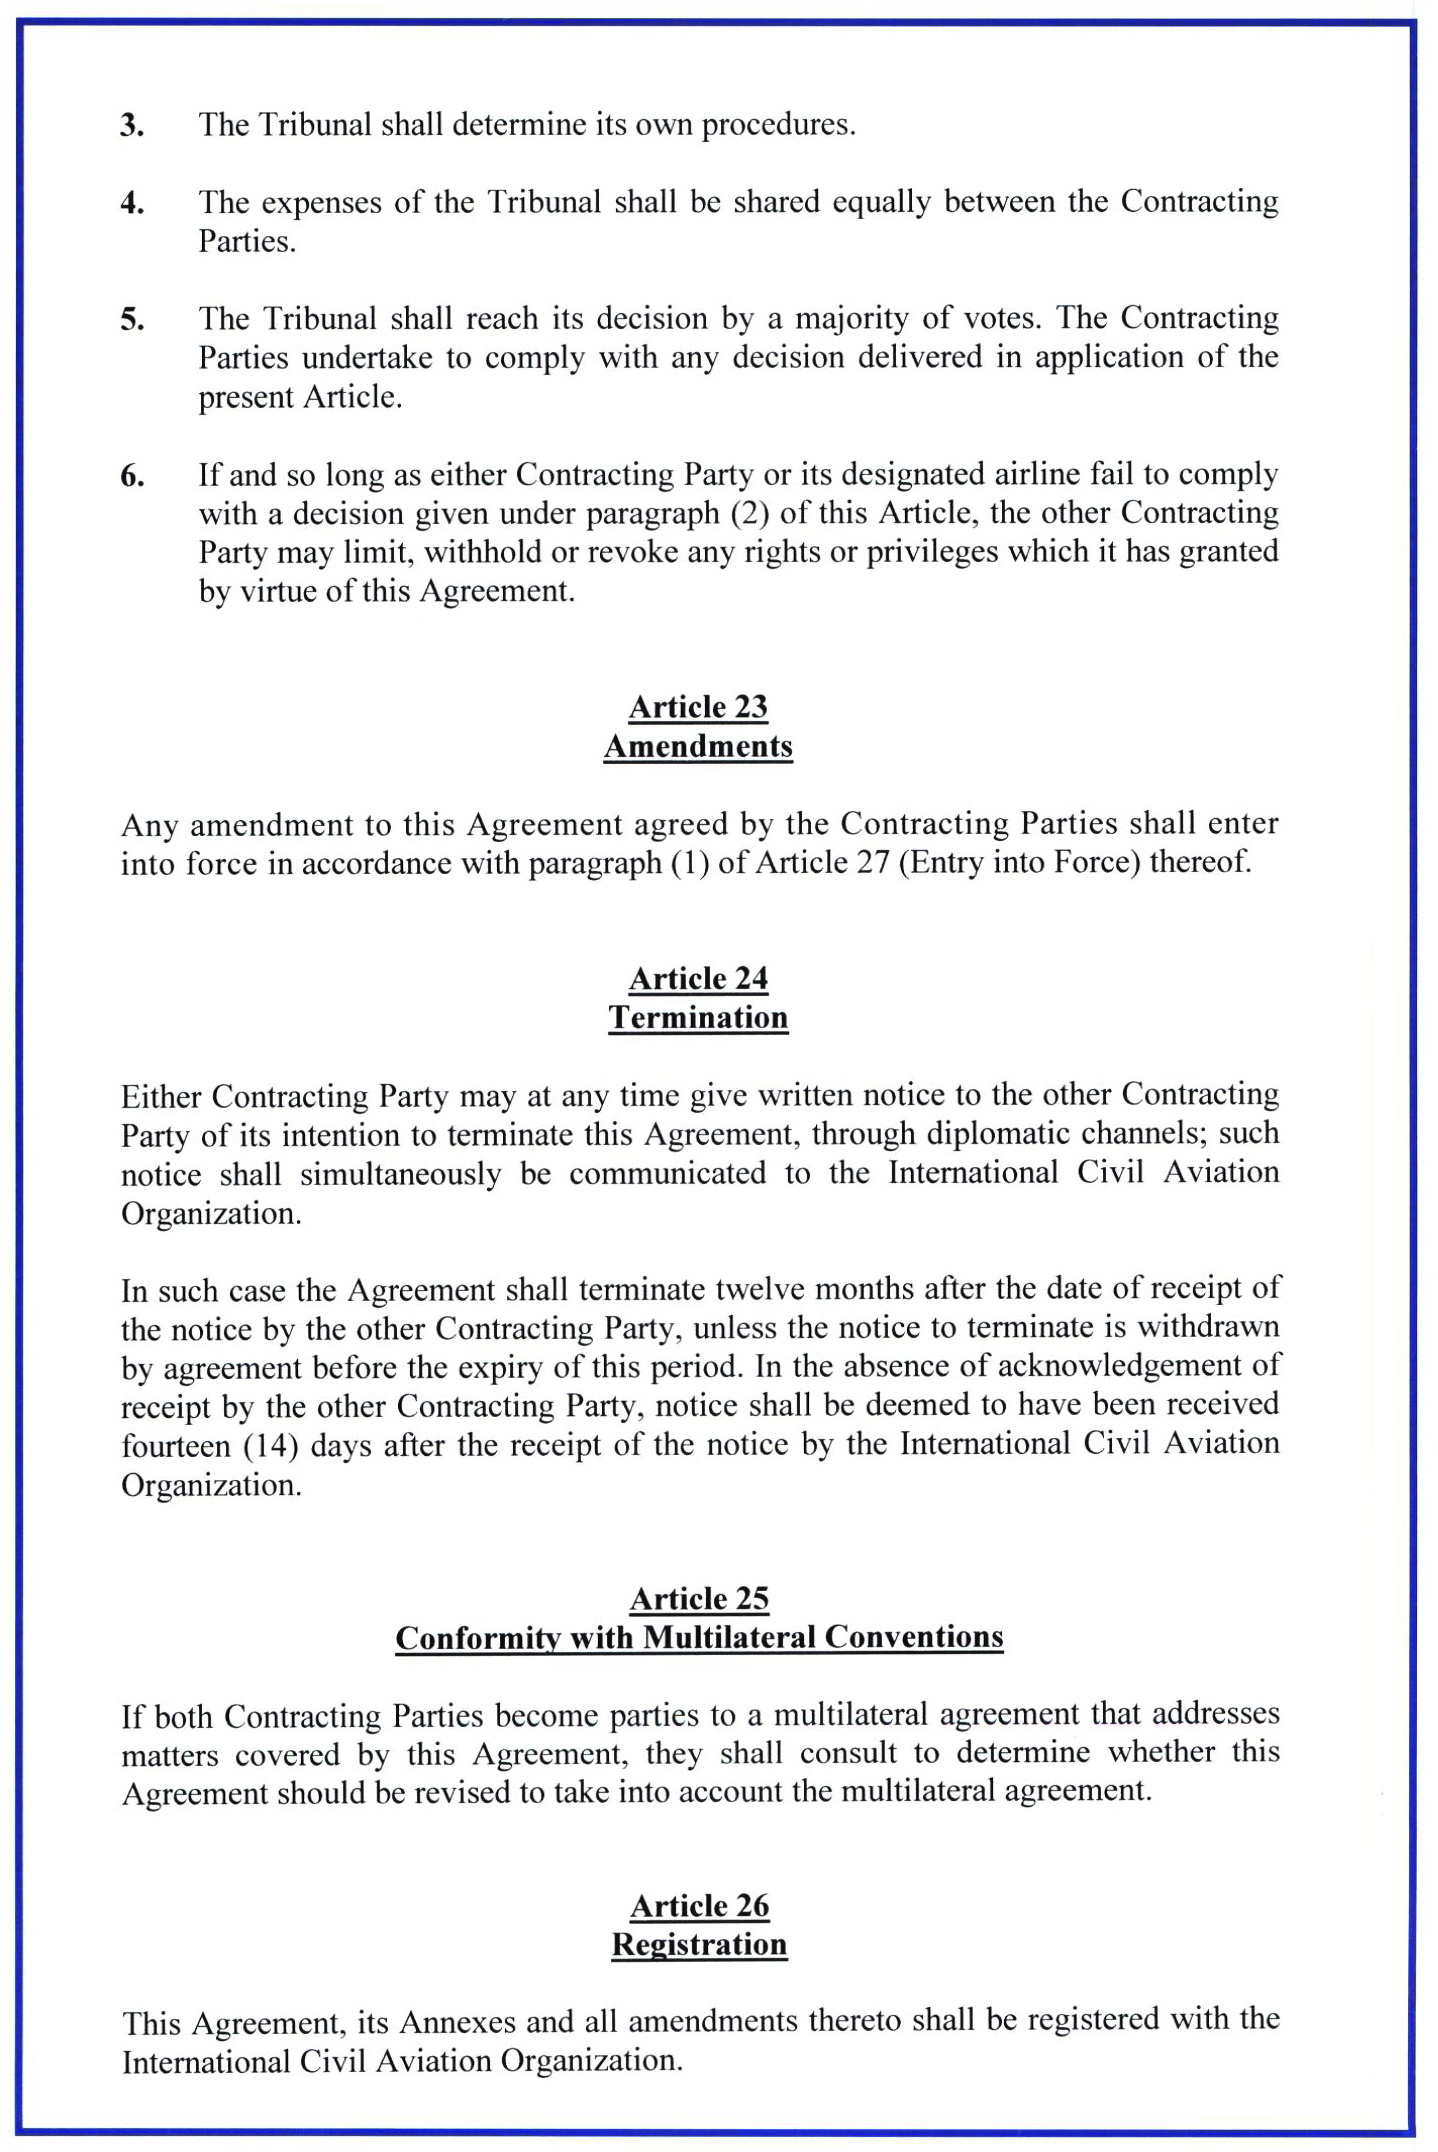 3. The Tribunal shall determine its own procedures.
4. The expenses of the Tribunal shall be shared equally between the Contracting
Parties.
5. The Tribunal shall reach its decision by a majority of votes. The Contracting
Parties undertake to comply with any decision delivered in application of the
present Article.
6. If and so long as either Contracting Party or its designated airline fail to comply
with a decision given under paragraph (2) of this Article, the other Contracting
Party may limit, withhold or revoke any rights or privileges which it has granted
by virtue of this Agreement.
Article 23
Amendments
Any amendment to this Agreement agreed by the Contracting Parties shall enter
into force in accordance with paragraph (1) of Article 27 (Entry into Force) thereof.
Article 24
Termination
Either Contracting Party may at any time give written notice to the other Contracting
Party of its intention to terminate this Agreement, through diplomatic channels; such
notice shall simultaneously be communicated to the International Civil Aviation
Organization.
In such case the Agreement shall terminate twelve months after the date of receipt of
the notice by the other Contracting Party, unless the notice to terminate is withdrawn
by agreement before the expiry of this period. In the absence of acknowledgement of
receipt by the other Contracting Party, notice shall be deemed to have been received
fourteen (14) days after the receipt of the notice by the International Civil Aviation
Organization.
Article 25
Conformity with Multilateral Conventions
If both Contracting Parties become parties to a multilateral agreement that addresses
matters covered by this Agreement, they shall consult to determine whether this
Agreement should be revised to take into account the multilateral agreement.
Article 26
Registration
This Agreement, its Annexes and all amendments thereto shall be registered with the
International Civil Aviation Organization.